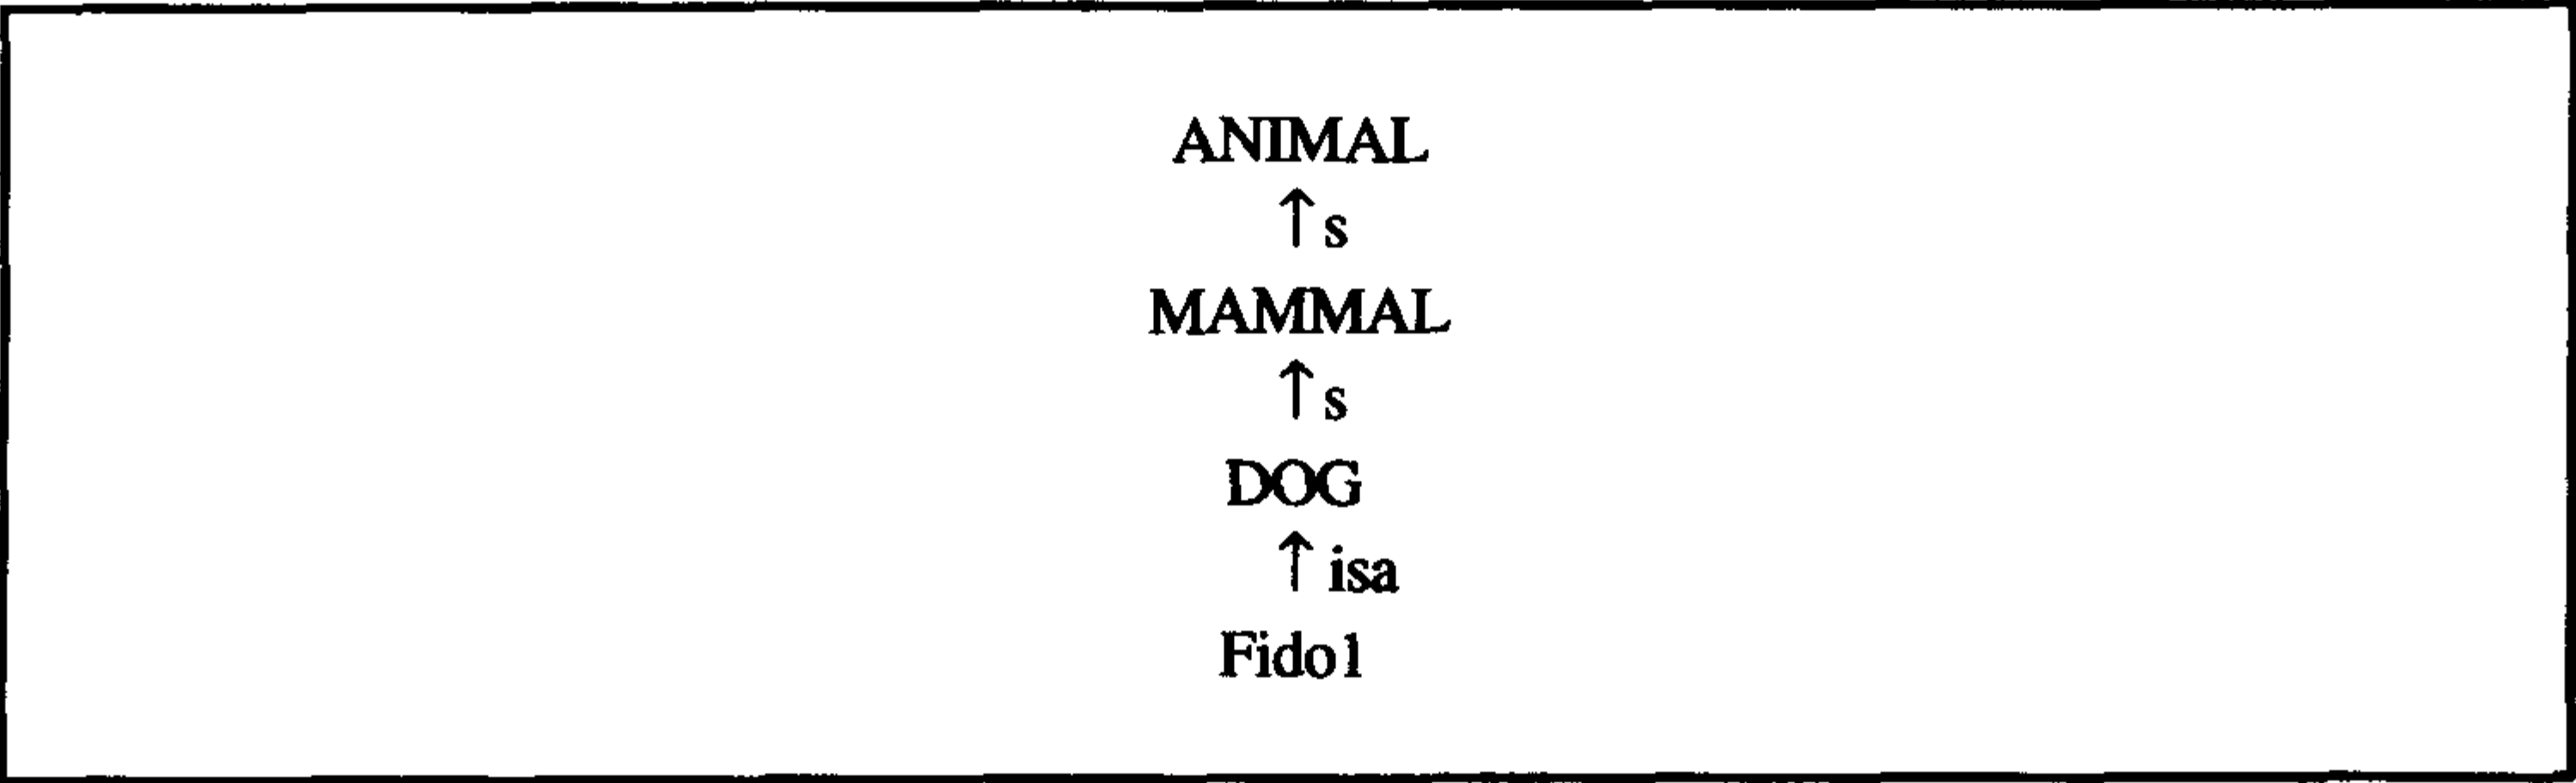 ANIMAL
↑ s
MAMMAL
↑ s
DOG
↑ isa
Fido1